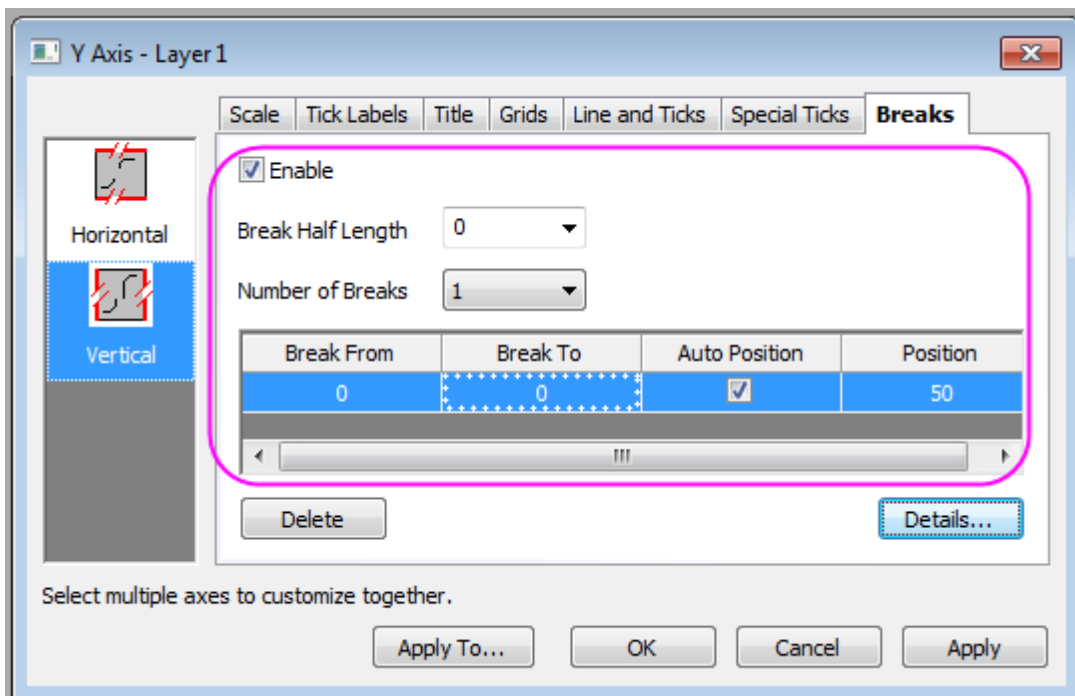 Y Axis - Layer 1
Scale Tick Labels Title Grids Line and Ticks Special Ticks Breaks
Enable
Horizontal
Break Half Length 0
Number of Breaks 1
Vertical
Break From Break To Auto Position Position
0 0 50
Delete Details...
Select multiple axes to customize together.
Apply To... OK Cancel Apply